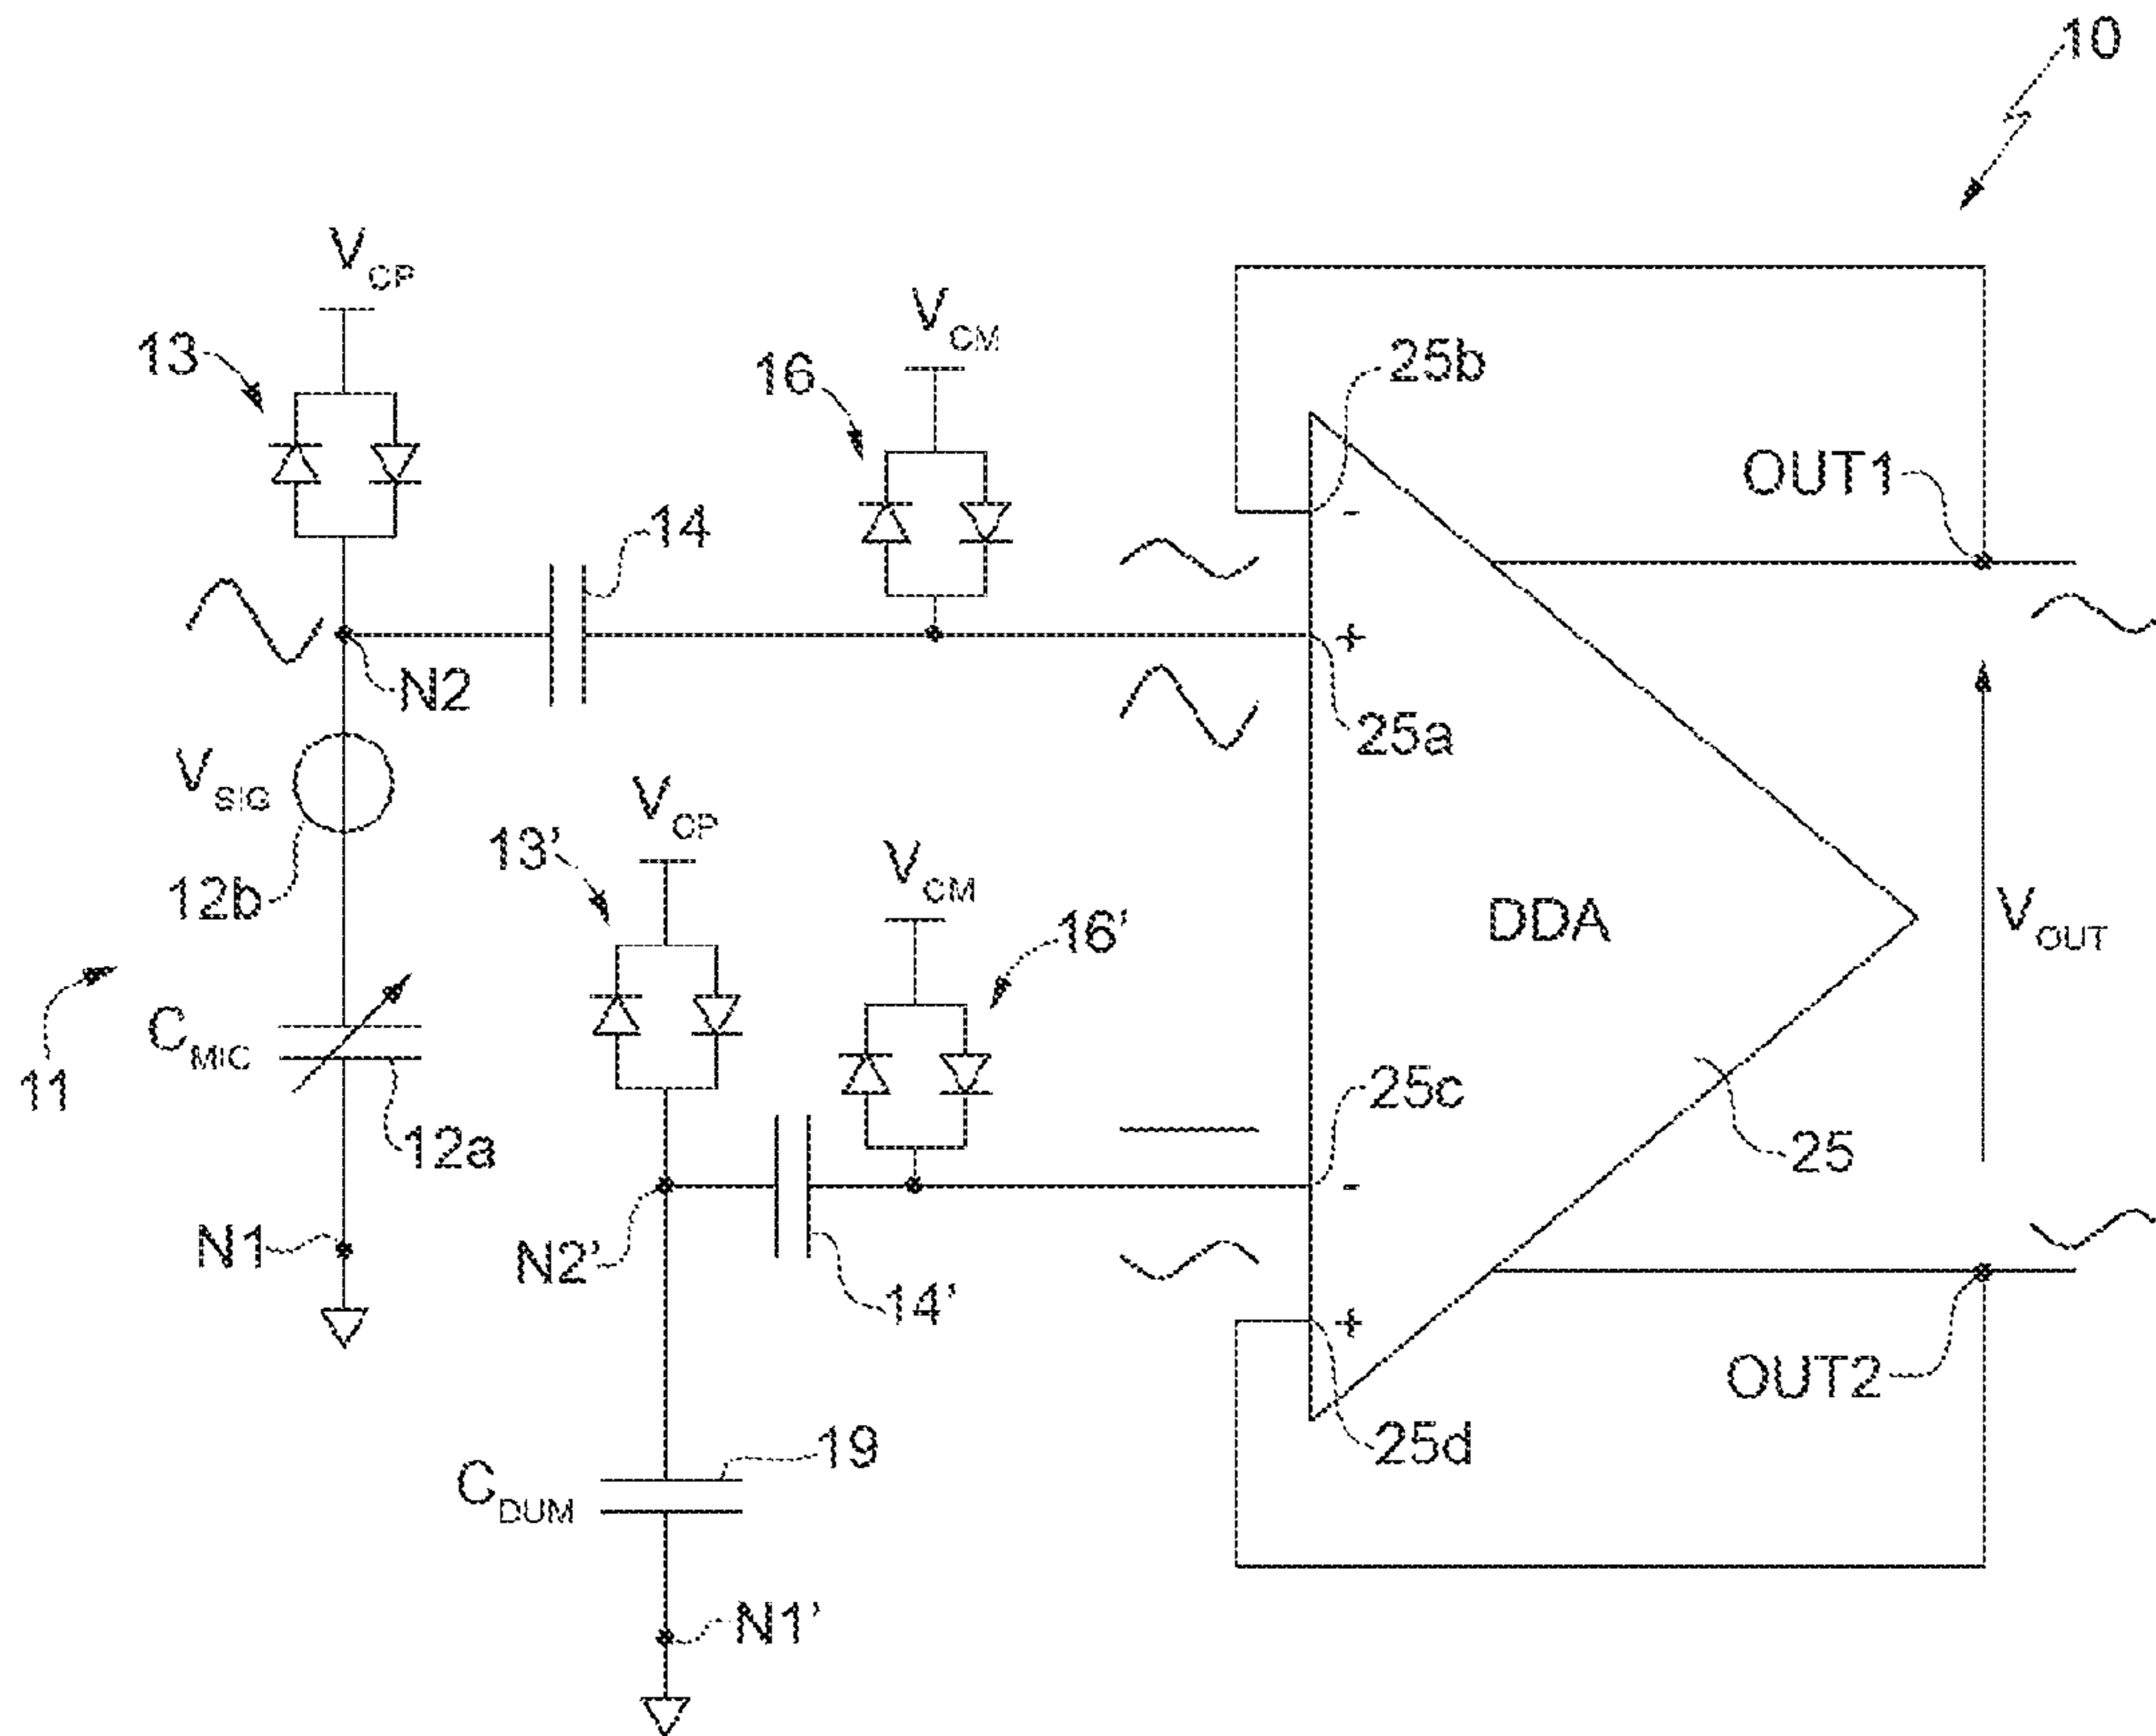 10
V_CP
V_CM
13
16
25b
14
OUT1
-
+
N2
25a
V_SIG
V_CP
13'
V_CM
12b
16'
DDA
V_OUT
C_MIC
11
25c
12a
25
-
N1
N2'
14'
+
OUT2
25d
19
C_DUM
N1'